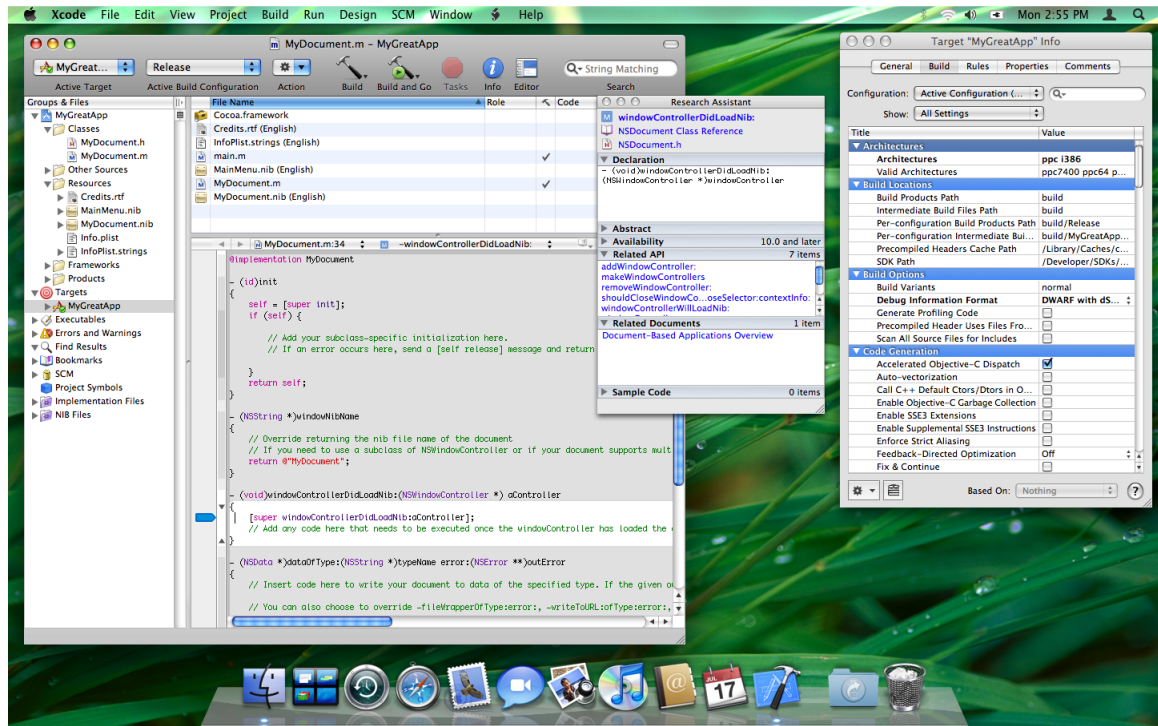 Xcode File Edit View Project Build Run Design SCM Window Help Mon 2:55 PM
MyDocument.m – MyGreatApp
MyGreat... Release String Matching
Active Target Active Build Configuration Action Build Build and Go Tasks Info Editor Search
Groups & Files
MyGreatApp
Classes
MyDocument.h
MyDocument.m
Other Sources
Resources
Credits.rtf
MainMenu.nib
MyDocument.nib
Info.plist
InfoPlist.strings
Frameworks
Products
Targets
MyGreatApp
Executables
Errors and Warnings
Find Results
Bookmarks
SCM
Project Symbols
Implementation Files
NIB Files
File Name Role Code
Cocoa.framework
Credits.rtf (English)
InfoPlist.strings (English)
main.m
MainMenu.nib (English)
MyDocument.m
MyDocument.nib (English)
MyDocument.m:34 -windowControllerDidLoadNib:
@implementation MyDocument
- (id)init
{
self = [super init];
if (self) {
// Add your subclass-specific initialization here.
// If an error occurs here, send a [self release] message and return
}
return self;
}
- (NSString *)windowNibName
{
// Override returning the nib file name of the document
// If you need to use a subclass of NSWindowController or if your document supports mult
return @"MyDocument";
}
- (void)windowControllerDidLoadNib:(NSWindowController *) aController
{
[super windowControllerDidLoadNib:aController];
// Add any code here that needs to be executed once the windowController has loaded the
}
- (NSData *)dataOfType:(NSString *)typeName error:(NSError **)outError
{
// Insert code here to write your document to data of the specified type. If the given
// You can also choose to override -fileWrapperOfType:error:, -writeToURL:ofType:error:,
Research Assistant
windowControllerDidLoadNib:
NSDocument Class Reference
NSDocument.h
Declaration
- (void)windowControllerDidLoadNib:
(NSWindowController *)windowController
Abstract
Availability 10.0 and later
Related API 7 items
addWindowController:
makeWindowControllers
removeWindowController:
shouldCloseWindowCo...oseSelector:contextInfo:
windowControllerWillLoadNib:
Related Documents 1 item
Document-Based Applications Overview
Sample Code 0 items
Target "MyGreatApp" Info
General Build Rules Properties Comments
Configuration: Active Configuration (...
Show: All Settings
Title Value
Architectures
Architectures ppc i386
Valid Architectures ppc7400 ppc64 p...
Build Locations
Build Products Path build
Intermediate Build Files Path build
Per-configuration Build Products Path build/Release
Per-configuration Intermediate Bui... build/MyGreatApp...
Precompiled Headers Cache Path /Library/Caches/c...
SDK Path /Developer/SDKs/...
Build Options
Build Variants normal
Debug Information Format DWARF with dS...
Generate Profiling Code
Precompiled Header Uses Files Fro...
Scan All Source Files for Includes
Code Generation
Accelerated Objective-C Dispatch
Auto-vectorization
Call C++ Default Ctors/Dtors in O...
Enable Objective-C Garbage Collection
Enable SSE3 Extensions
Enable Supplemental SSE3 Instructions
Enforce Strict Aliasing
Feedback-Directed Optimization Off
Fix & Continue
Based On: Nothing ?
JUL
17